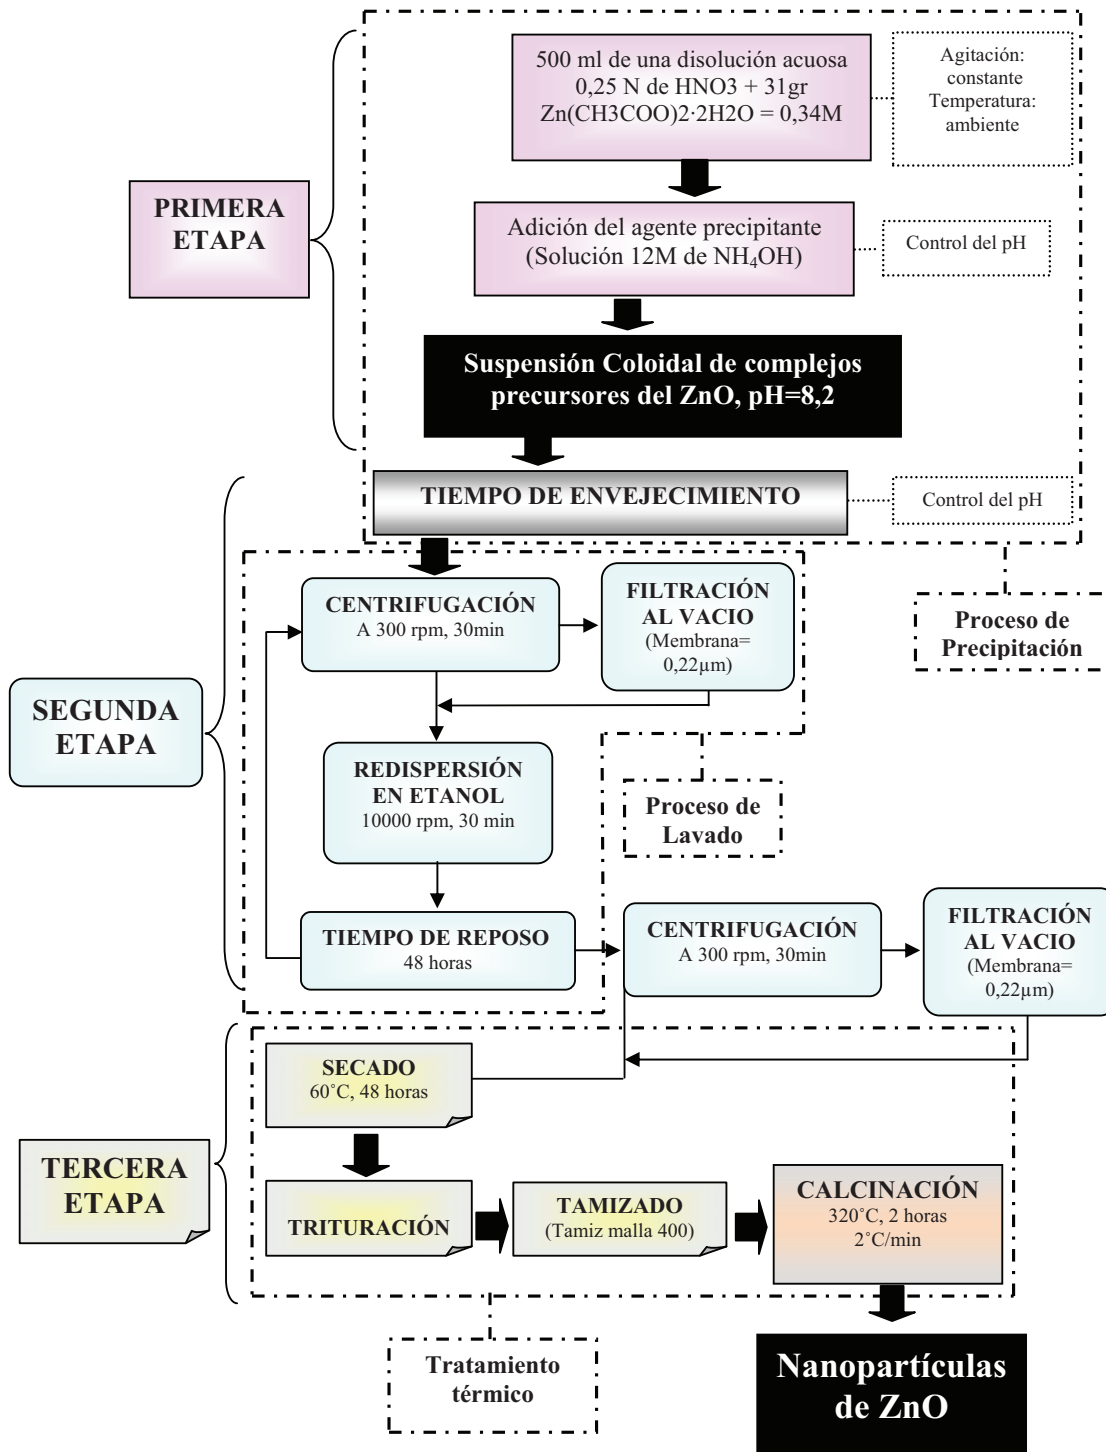 500 ml de una disolución acuosa
0,25 N de HNO3 + 31gr
Zn(CH3COO)2·2H2O = 0,34M
Agitación:
constante
Temperatura:
ambiente
PRIMERA
ETAPA
Adición del agente precipitante
(Solución 12M de NH₄OH)
Control del pH
Suspensión Coloidal de complejos
precursores del ZnO, pH=8,2
TIEMPO DE ENVEJECIMIENTO
Control del pH
CENTRIFUGACIÓN
A 300 rpm, 30min
FILTRACIÓN
AL VACIO
(Membrana=
0,22µm)
Proceso de
Precipitación
SEGUNDA
ETAPA
REDISPERSIÓN
EN ETANOL
10000 rpm, 30 min
Proceso de
Lavado
TIEMPO DE REPOSO
48 horas
CENTRIFUGACIÓN
A 300 rpm, 30min
FILTRACIÓN
AL VACIO
(Membrana=
0,22µm)
SECADO
60˚C, 48 horas
TERCERA
ETAPA
TRITURACIÓN
TAMIZADO
(Tamiz malla 400)
CALCINACIÓN
320˚C, 2 horas
2˚C/min
Tratamiento
térmico
Nanopartículas
de ZnO